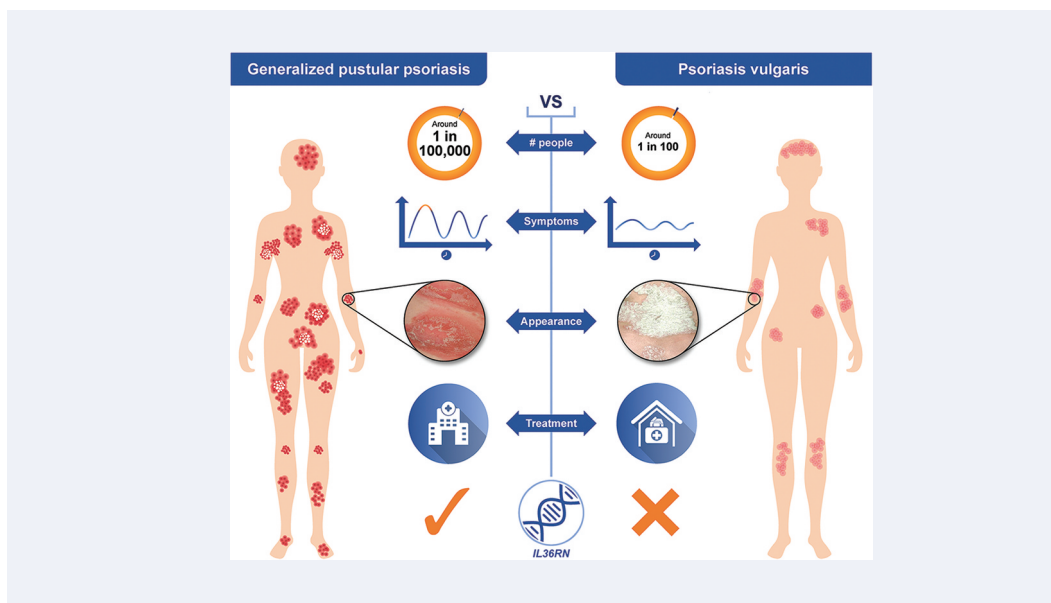 Generalized pustular psoriasis
Psoriasis vulgaris
VS
Around
1 in
100,000
# people
Around
1 in 100
Symptoms
Appearance
Treatment
IL36RN